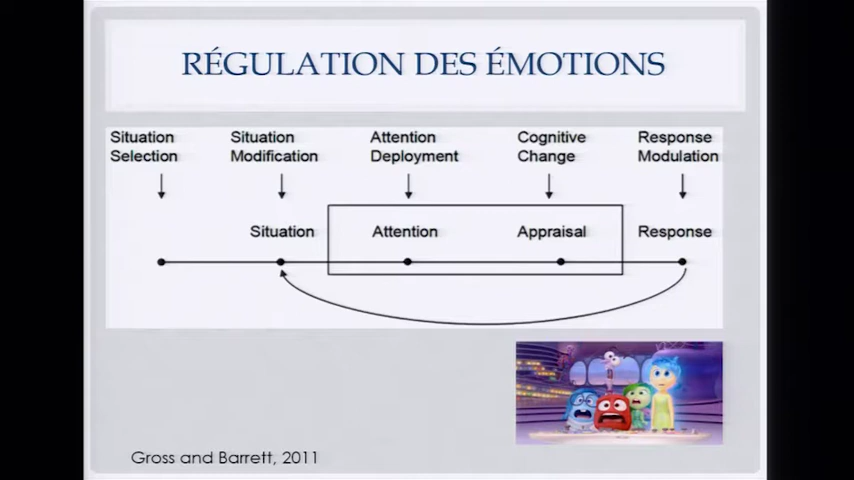 RÉGULATION DES ÉMOTIONS
Situation
Selection
Situation
Modification
Attention
Deployment
Cognitive
Change
Response
Modulation
Situation
Attention
Appraisal
Response
Gross and Barrett, 2011